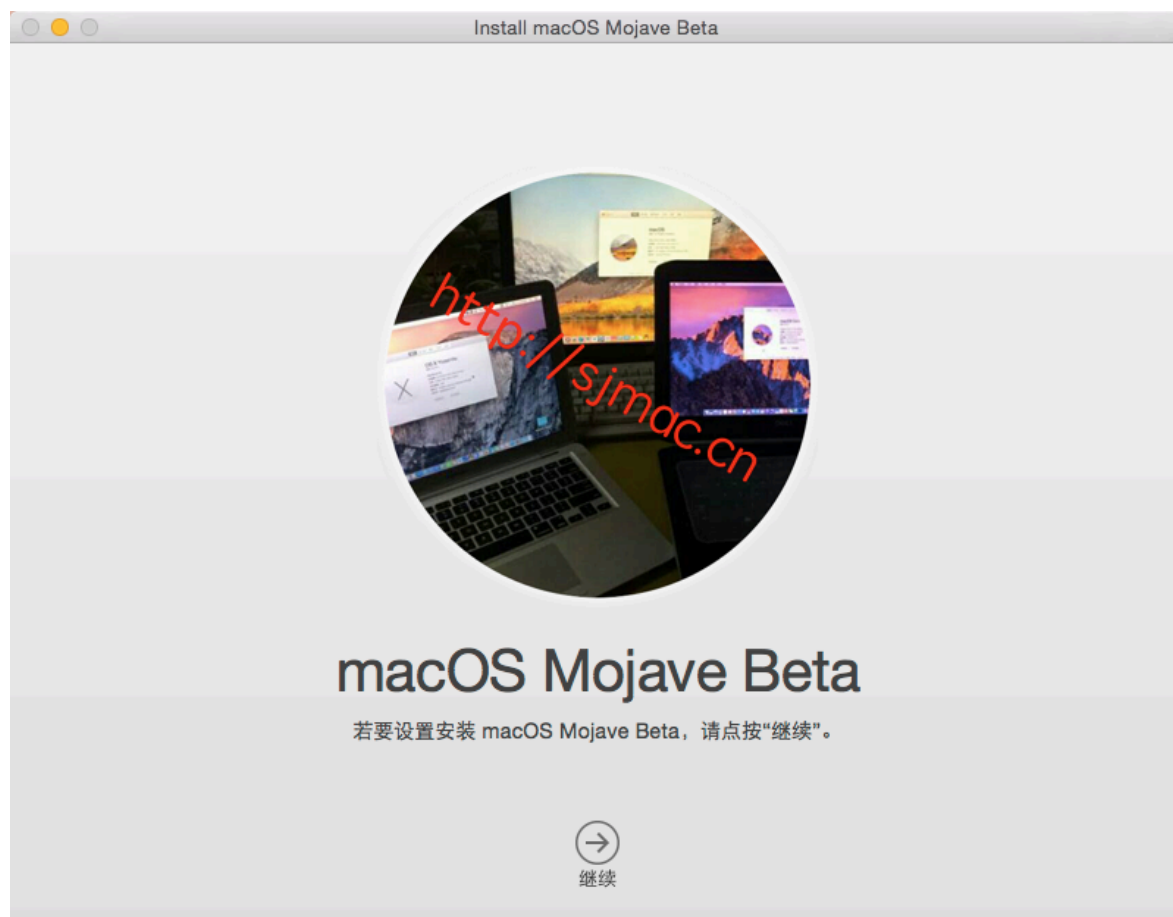 Install macOS Mojave Beta
http://sjmac.cn
macOS Mojave Beta
若要设置安装 macOS Mojave Beta，请点按“继续”。
继续